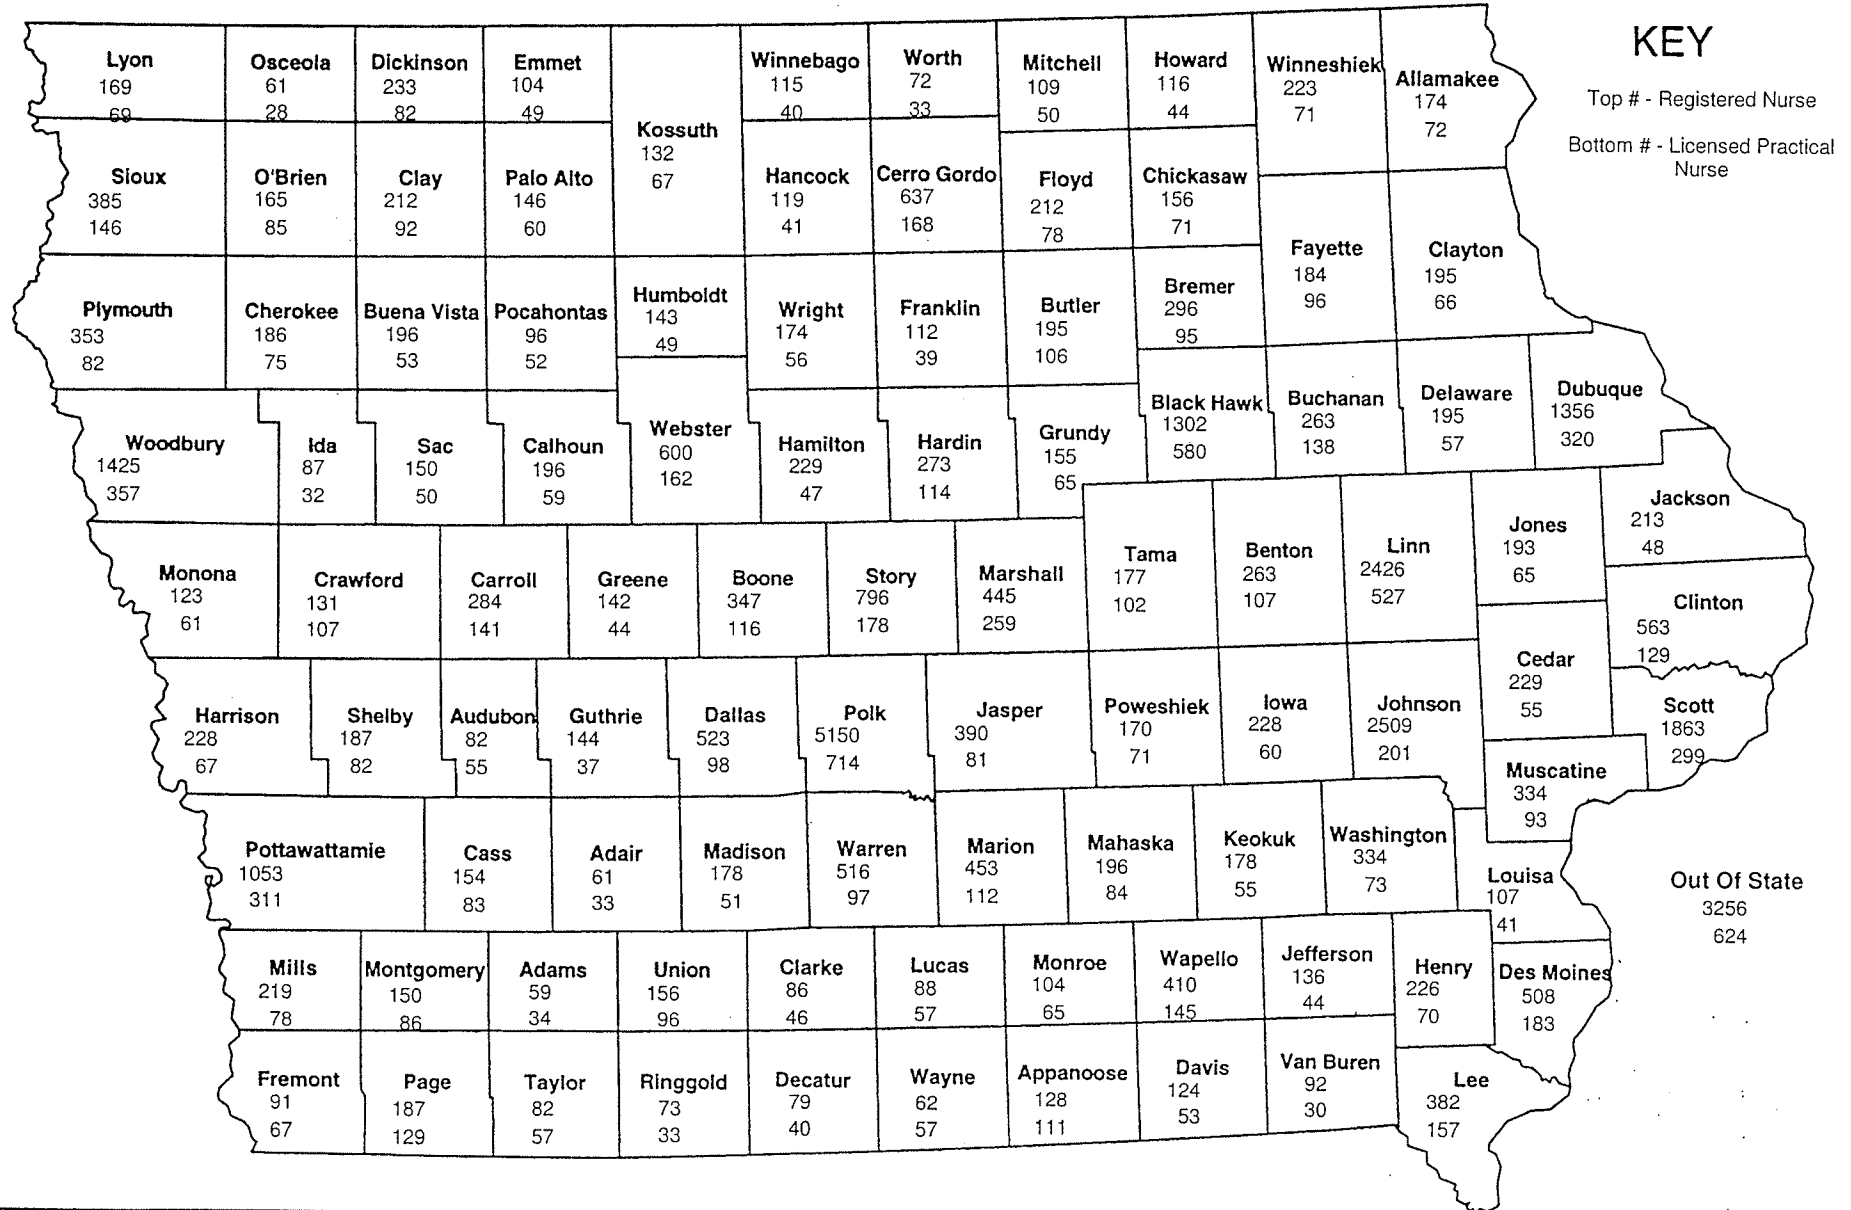 KEY
Top # - Registered Nurse
Bottom # - Licensed Practical
Nurse
Lyon
169
69
Osceola
61
28
Dickinson
233
82
Emmet
104
49
Kossuth
132
67
Winnebago
115
40
Worth
72
33
Mitchell
109
50
Howard
116
44
Winneshiek
223
71
Allamakee
174
72
Sioux
385
146
O'Brien
165
85
Clay
212
92
Palo Alto
146
60
Hancock
119
41
Cerro Gordo
637
168
Floyd
212
78
Chickasaw
156
71
Fayette
184
96
Clayton
195
66
Plymouth
353
82
Cherokee
186
75
Buena Vista
196
53
Pocahontas
96
52
Humboldt
143
49
Wright
174
56
Franklin
112
39
Butler
195
106
Bremer
296
95
Woodbury
1425
357
Ida
87
32
Sac
150
50
Calhoun
196
59
Webster
600
162
Hamilton
229
47
Hardin
273
114
Grundy
155
65
Black Hawk
1302
580
Buchanan
263
138
Delaware
195
57
Dubuque
1356
320
Monona
123
61
Crawford
131
107
Carroll
284
141
Greene
142
44
Boone
347
116
Story
796
178
Marshall
445
259
Tama
177
102
Benton
263
107
Linn
2426
527
Jones
193
65
Jackson
213
48
Clinton
563
129
Harrison
228
67
Shelby
187
82
Audubon
82
55
Guthrie
144
37
Dallas
523
98
Polk
5150
714
Jasper
390
81
Poweshiek
170
71
Iowa
228
60
Johnson
2509
201
Cedar
229
55
Scott
1863
299
Muscatine
334
93
Pottawattamie
1053
311
Cass
154
83
Adair
61
33
Madison
178
51
Warren
516
97
Marion
453
112
Mahaska
196
84
Keokuk
178
55
Washington
334
73
Louisa
107
41
Out Of State
3256
624
Mills
219
78
Montgomery
150
86
Adams
59
34
Union
156
96
Clarke
86
46
Lucas
88
57
Monroe
104
65
Wapello
410
145
Jefferson
136
44
Henry
226
70
Des Moines
508
183
Fremont
91
67
Page
187
129
Taylor
82
57
Ringgold
73
33
Decatur
79
40
Wayne
62
57
Appanoose
128
111
Davis
124
53
Van Buren
92
30
Lee
382
157